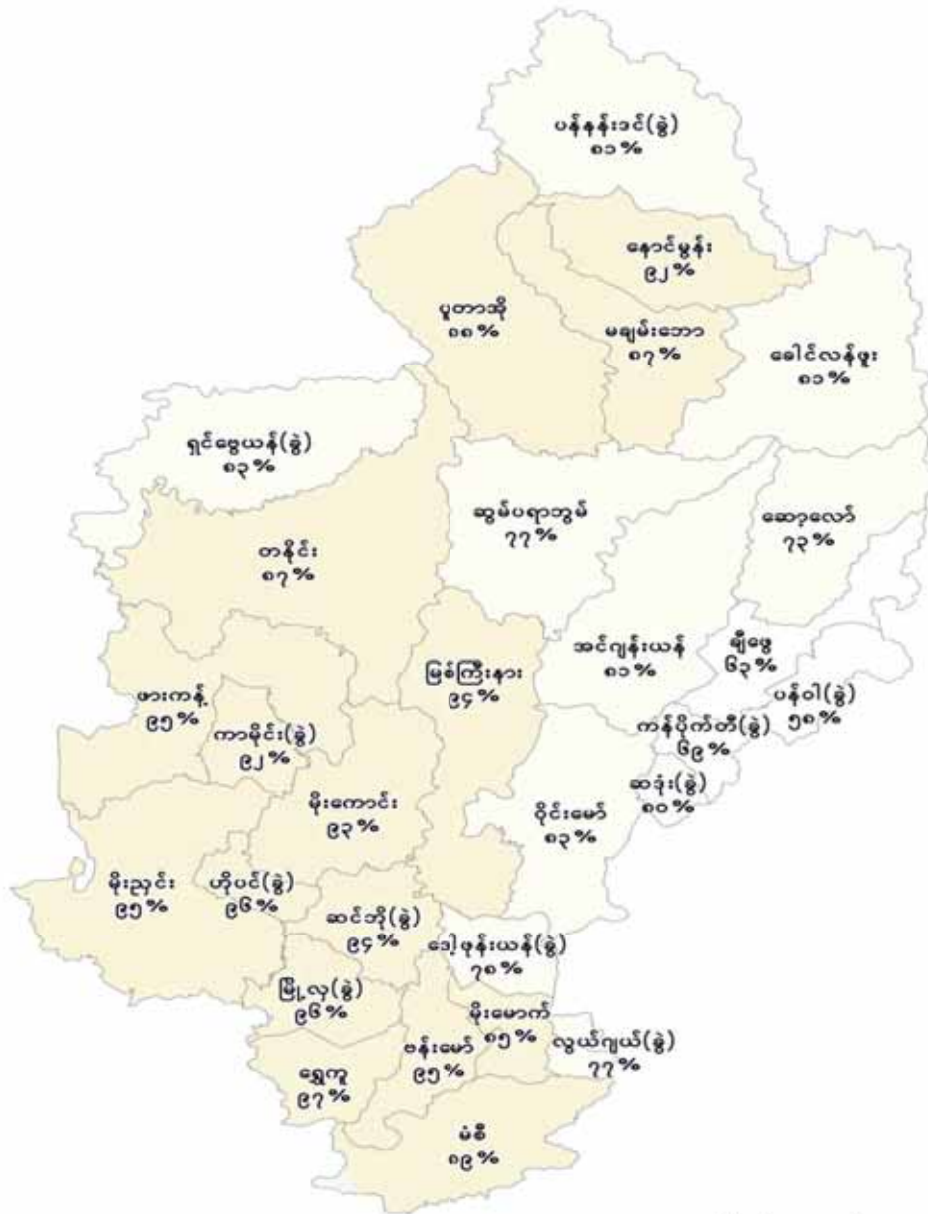 ပန်နန်းဒင်(ခွဲ)
၈၁%
နောင်မွန်း
၉၂%
ပူတာအို
၈၈%
မချမ်းဘော
၈၇%
ခေါင်လန်ဖူး
၈၁%
ရှင်ဗွေယန်(ခွဲ)
၈၃%
ဆွမ်ပရာဘွမ်
၇၇%
ဆော့လော်
၇၃%
တနိုင်း
၈၇%
အင်ဂျန်းယန်
၈၁%
ချီဖွေ
၆၃%
မြစ်ကြီးနား
၉၄%
ဖားကန့်
၉၅%
ပန်ဝါ(ခွဲ)
၅၈%
ကန်ပိုက်တီ(ခွဲ)
၆၉%
ကာမိုင်း(ခွဲ)
၉၂%
ဆဒုံး(ခွဲ)
၈၀%
မိုးကောင်း
၉၃%
ဝိုင်းမော်
၈၃%
မိုးညှင်း
၉၅%
ဟိုပင်(ခွဲ)
၉၆%
ဆင်ဘို(ခွဲ)
၉၄%
ဒေါ့ဖုန်းယန်(ခွဲ)
၇၈%
မြို့လှ(ခွဲ)
၉၆%
မိုးမောက်
၈၅%
ဗန်းမော်
၉၅%
လွယ်ဂျယ်(ခွဲ)
၇၇%
ရွှေကူ
၉၇%
မံစီ
၈၉%